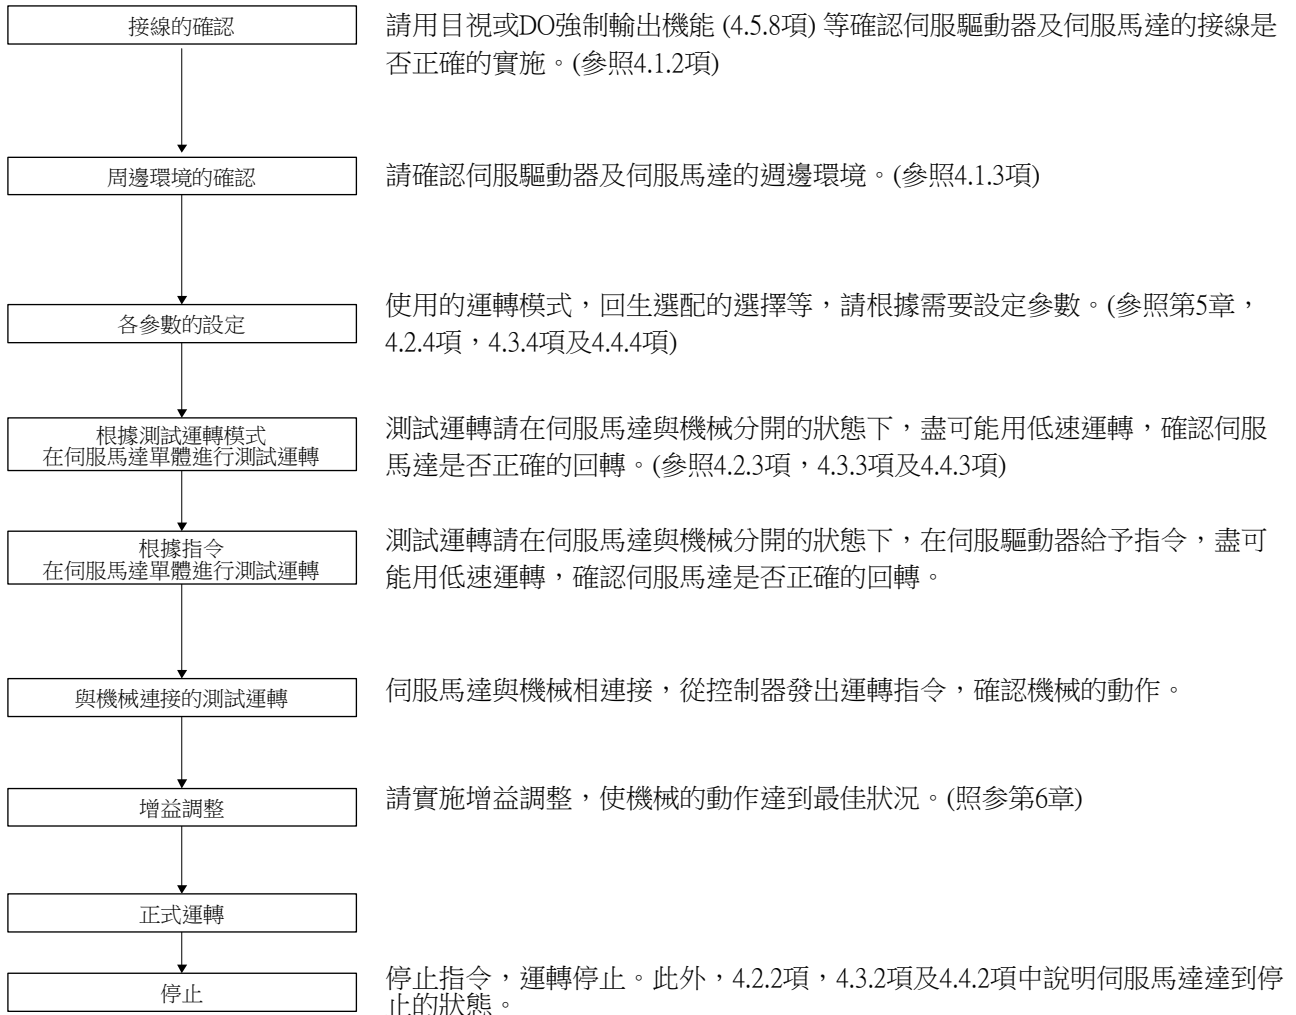 接線的確認
請用目視或DO強制輸出機能 (4.5.8項) 等確認伺服驅動器及伺服馬達的接線是
否正確的實施。(參照4.1.2項)
周邊環境的確認
請確認伺服驅動器及伺服馬達的週邊環境。(參照4.1.3項)
各參數的設定
使用的運轉模式，回生選配的選擇等，請根據需要設定參數。(參照第5章，
4.2.4項，4.3.4項及4.4.4項)
根據測試運轉模式
在伺服馬達單體進行測試運轉
測試運轉請在伺服馬達與機械分開的狀態下，盡可能用低速運轉，確認伺服
馬達是否正確的回轉。(參照4.2.3項，4.3.3項及4.4.3項)
根據指令
在伺服馬達單體進行測試運轉
測試運轉請在伺服馬達與機械分開的狀態下，在伺服驅動器給予指令，盡可
能用低速運轉，確認伺服馬達是否正確的回轉。
與機械連接的測試運轉
伺服馬達與機械相連接，從控制器發出運轉指令，確認機械的動作。
增益調整
請實施增益調整，使機械的動作達到最佳狀況。(照参第6章)
正式運轉
停止
停止指令，運轉停止。此外，4.2.2項，4.3.2項及4.4.2項中說明伺服馬達達到停
止的狀態。